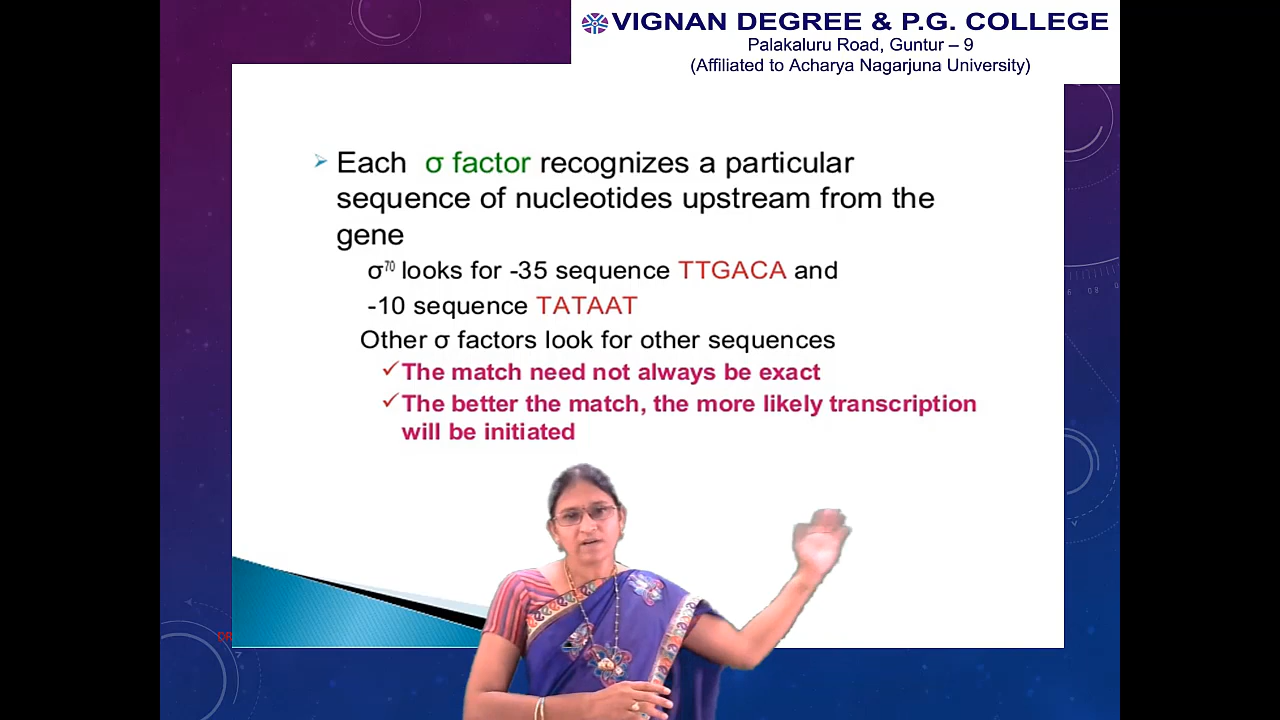 VIGNAN DEGREE & P.G. COLLEGE
Palakaluru Road, Guntur – 9
(Affiliated to Acharya Nagarjuna University)
Each σ factor recognizes a particular
sequence of nucleotides upstream from the
gene
σ⁷⁰ looks for -35 sequence TTGACA and
-10 sequence TATAAT
Other σ factors look for other sequences
The match need not always be exact
The better the match, the more likely transcription
will be initiated
DR